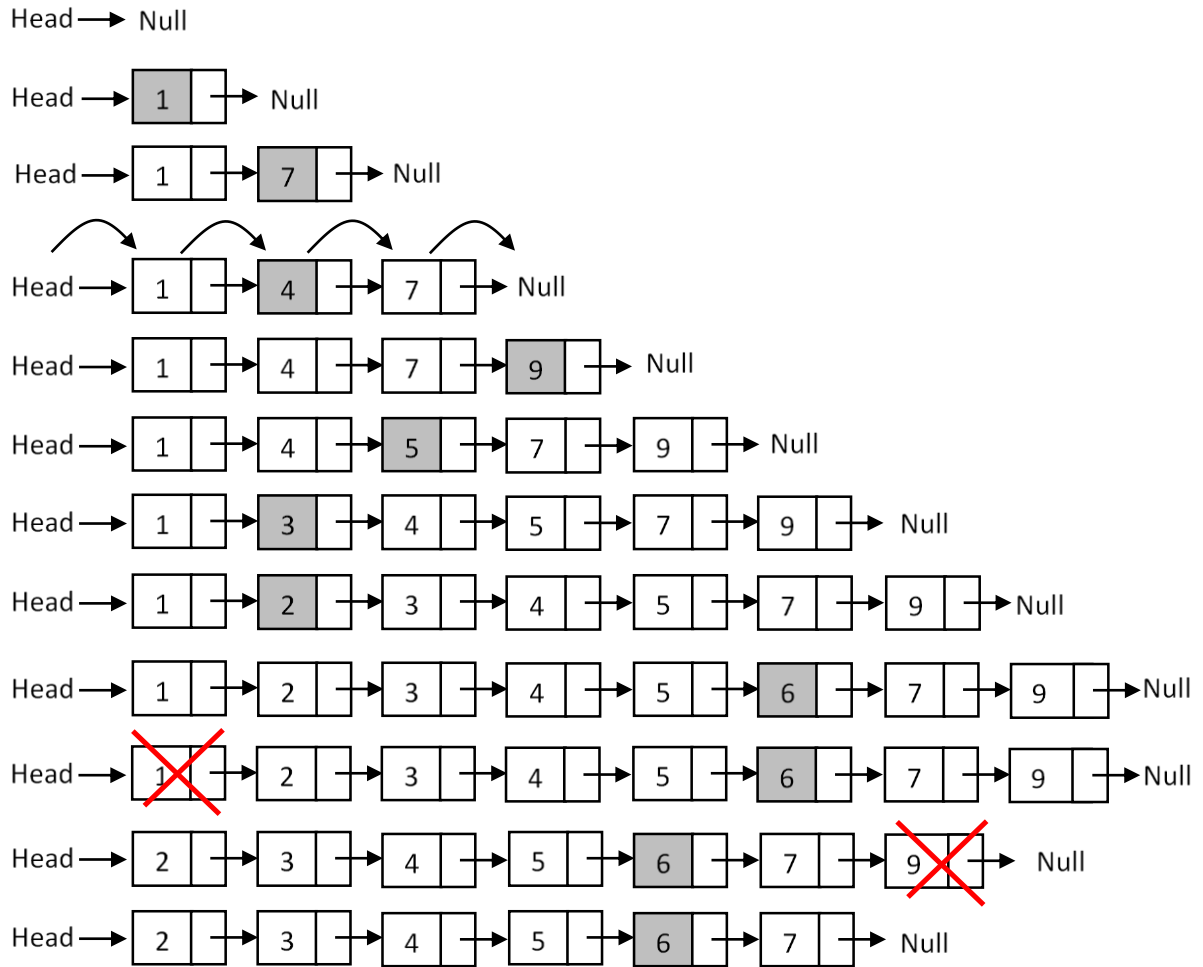 Head Null
Head 1 Null
Head 1 7 Null
Head 1 4 7 Null
Head 1 4 7 9 Null
Head 1 4 5 7 9 Null
Head 1 3 4 5 7 9 Null
Head 1 2 3 4 5 7 9 Null
Head 1 2 3 4 5 6 7 9 Null
Head 1 2 3 4 5 6 7 9 Null
Head 2 3 4 5 6 7 9 Null
Head 2 3 4 5 6 7 Null